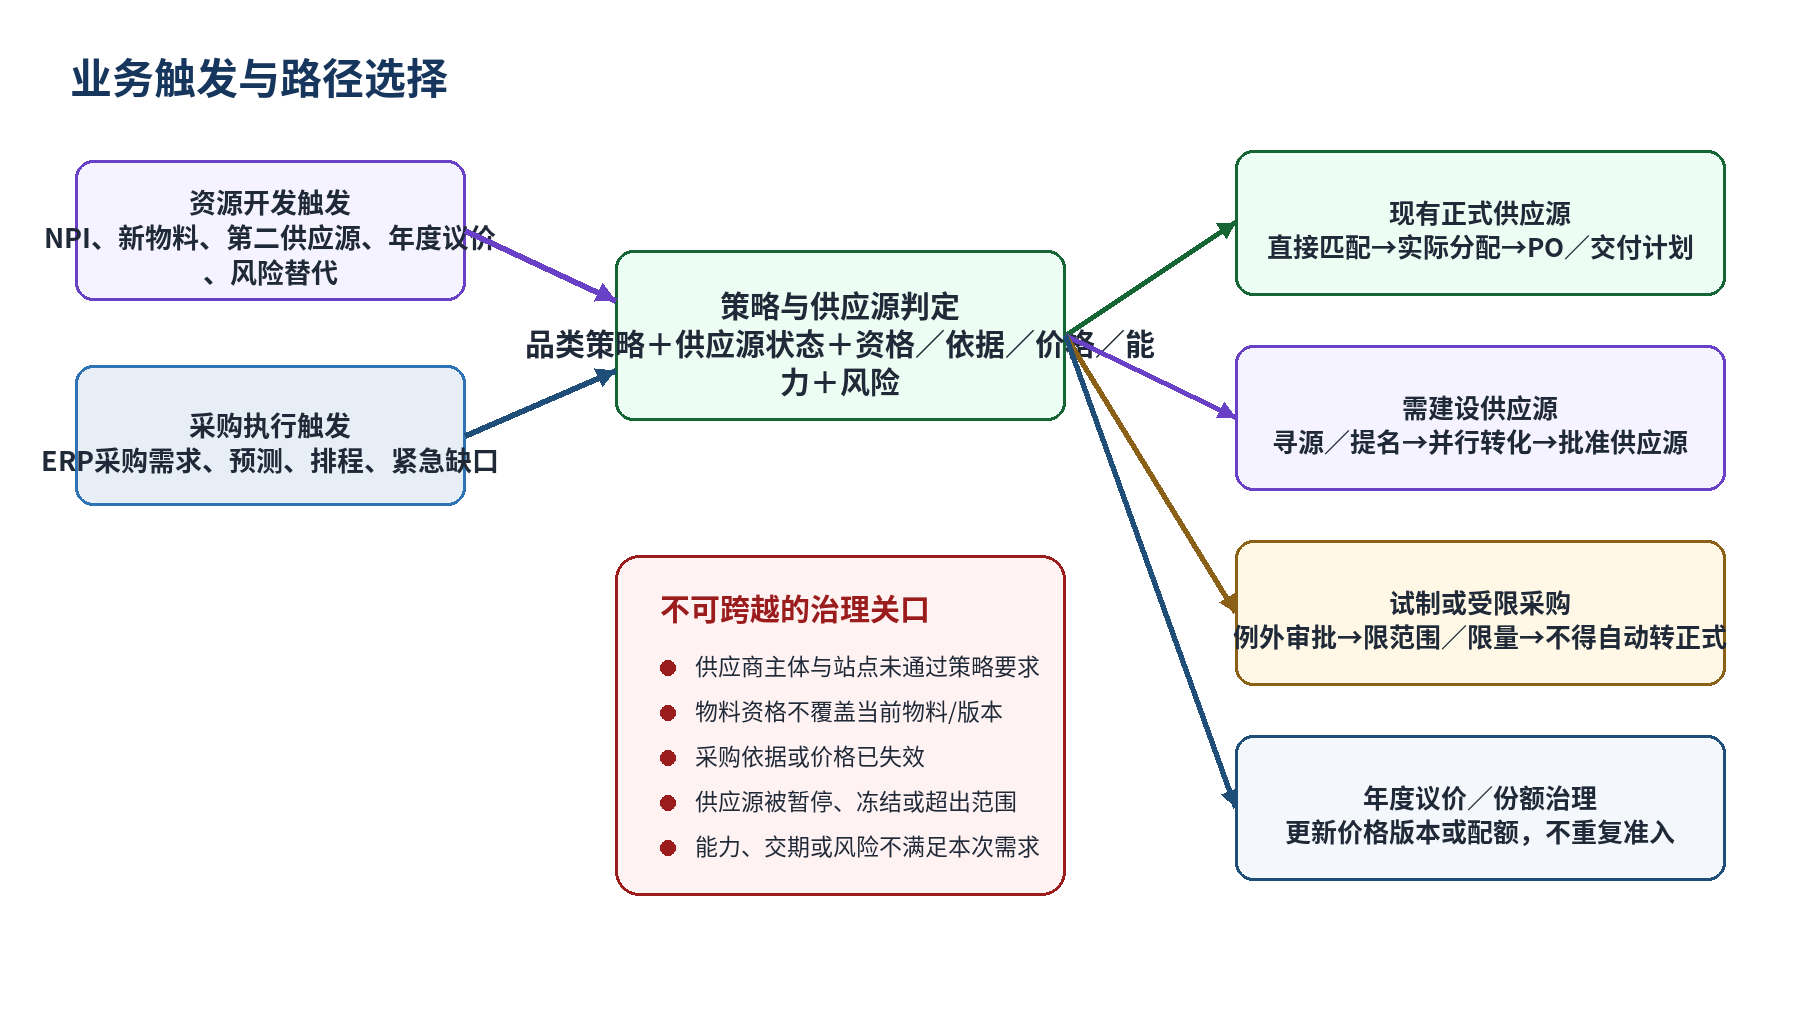 业务触发与路径选择
资源开发触发
NPI、新物料、第二供应源、年度议价
、风险替代
采购执行触发
ERP采购需求、预测、排程、紧急缺口
策略与供应源判定
品类策略＋供应源状态＋资格／依据／价格／能
力＋风险
不可跨越的治理关口
供应商主体与站点未通过策略要求
物料资格不覆盖当前物料/版本
采购依据或价格已失效
供应源被暂停、冻结或超出范围
能力、交期或风险不满足本次需求
现有正式供应源
直接匹配→实际分配→PO／交付计划
需建设供应源
寻源／提名→并行转化→批准供应源
试制或受限采购
例外审批→限范围／限量→不得自动转正式
年度议价／份额治理
更新价格版本或配额，不重复准入